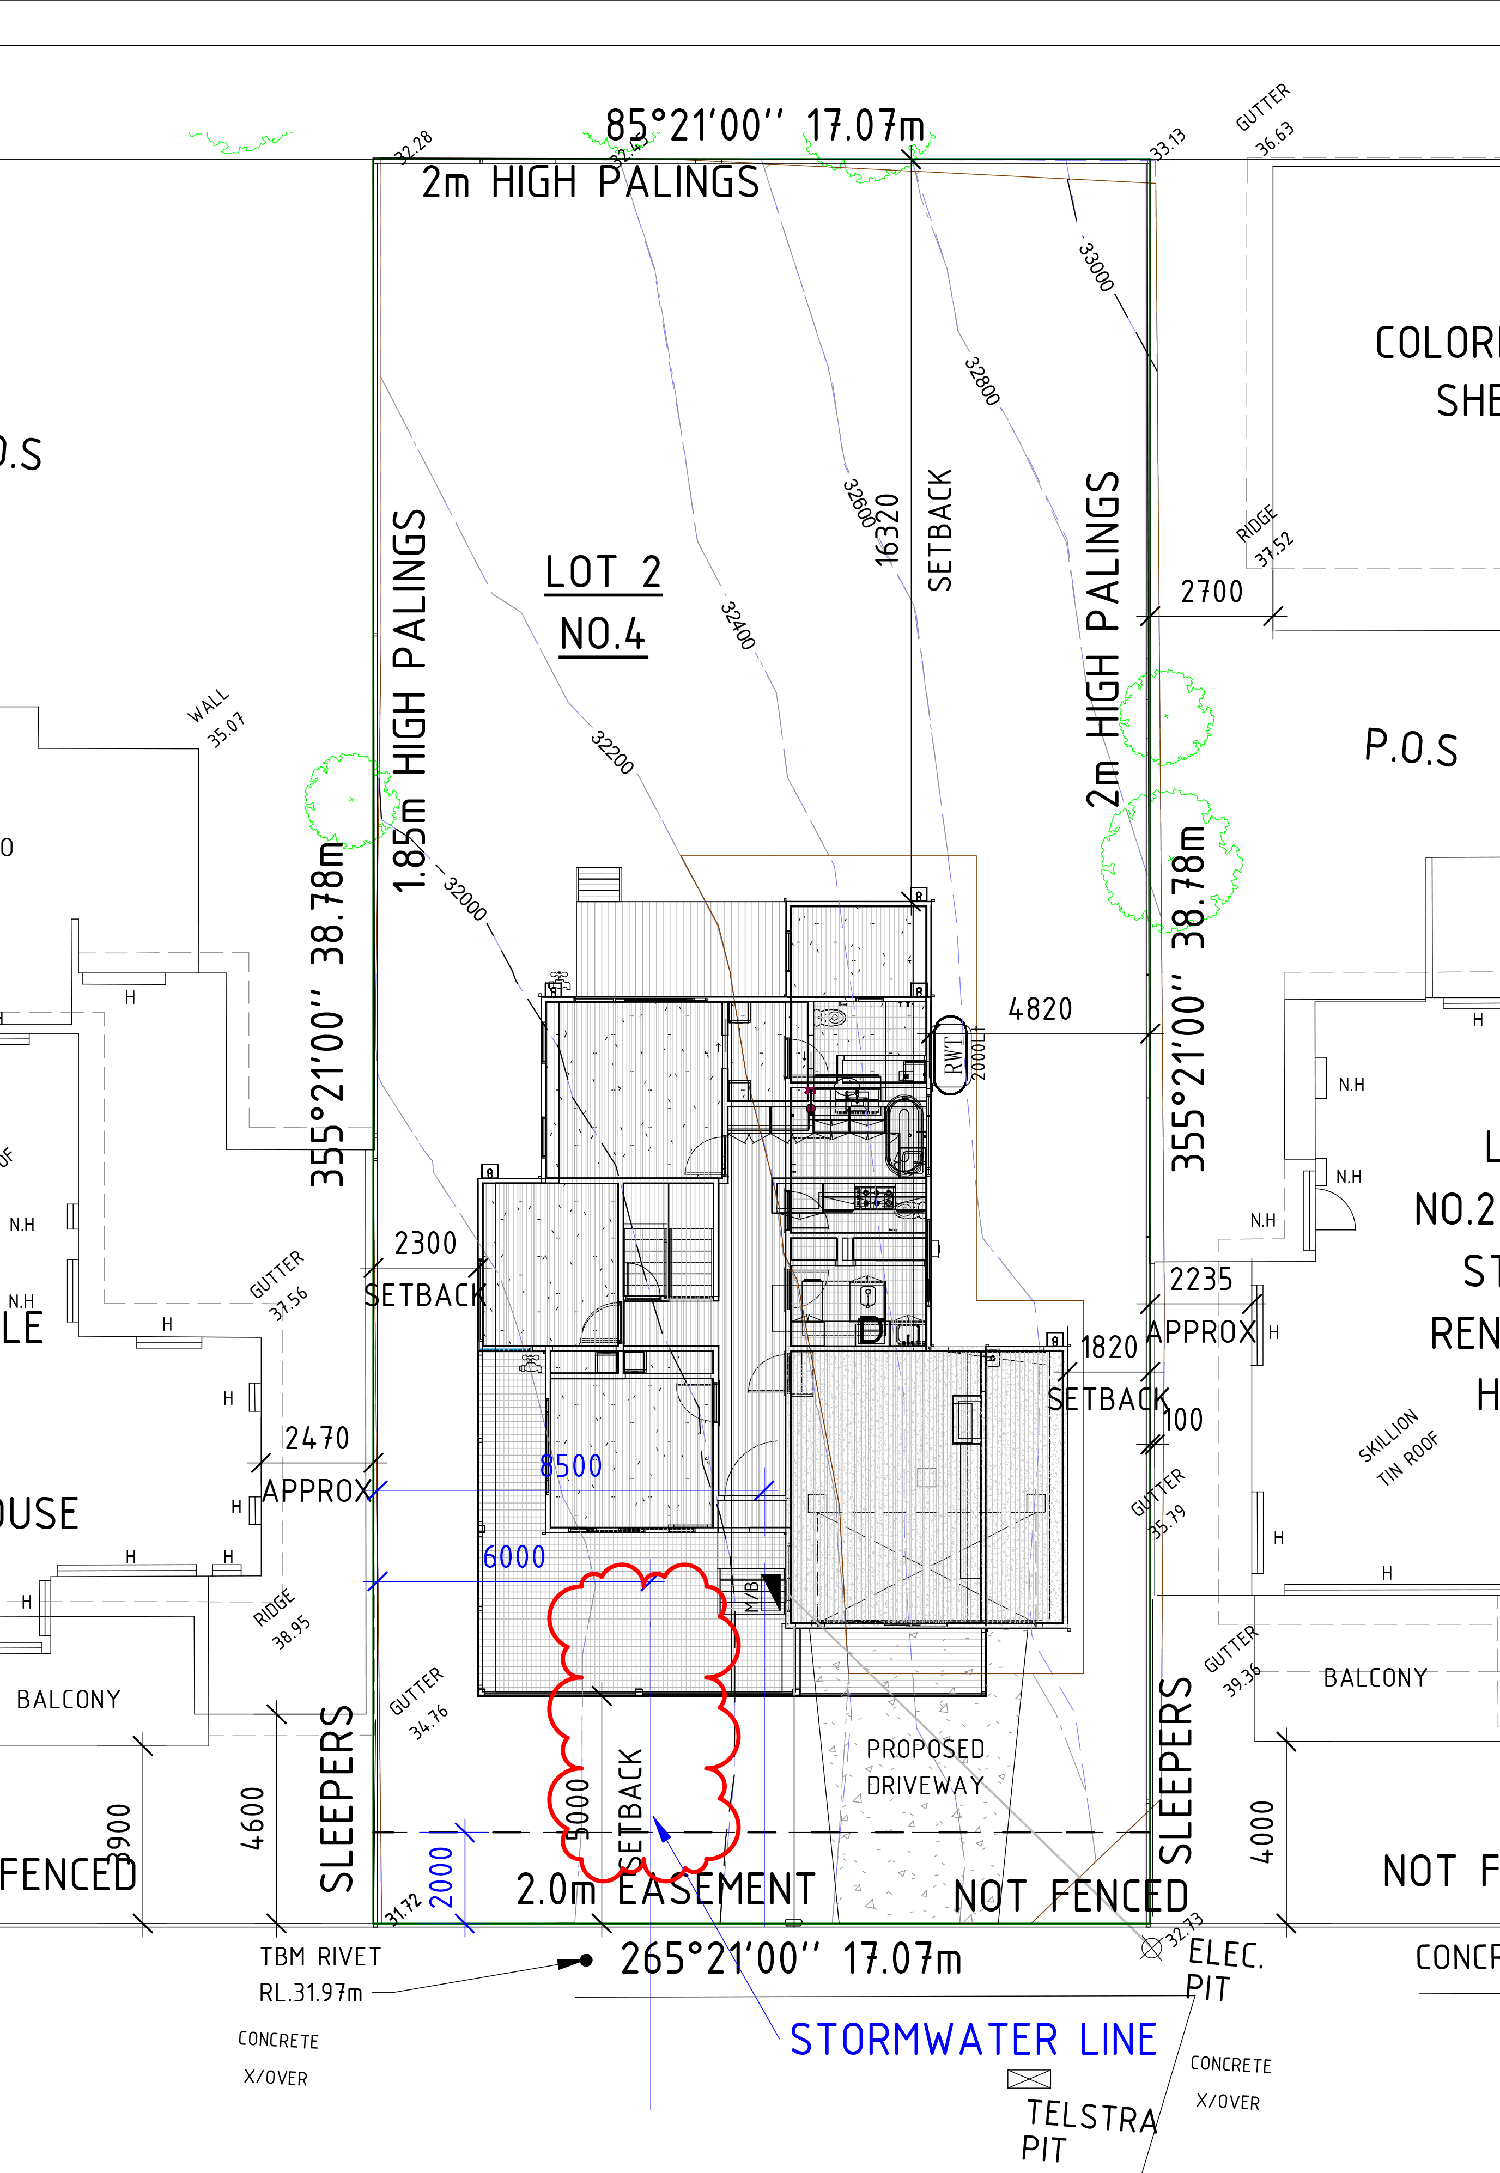 85°21'00'' 17.07m
GUTTER
36.63
32.28
32.45
33.13
2m HIGH PALINGS
33000
COLOR
SHE
32800
O.S
32600
16320
SETBACK
RIDGE
37.52
1.85m HIGH PALINGS
2m HIGH PALINGS
LOT 2
NO.4
2700
32400
WALL
35.07
32200
P.O.S
O
32000
355°21'00'' 38.78m
355°21'00'' 38.78m
H
4820
H
RWT
2000LT
N.H
OF
L
N.H
NO.2
N.H
N.H
2300
SETBACK
GUTTER
37.56
2235
APPROX
H
ST
N.H
LE
H
1820
SETBACK
REN
D
H
H
100
2470
APPROX
8500
SKILLION
TIN ROOF
GUTTER
35.79
H
OUSE
H
6000
H
H
H
H
M/B
RIDGE
38.95
GUTTER
34.76
GUTTER
39.36
BALCONY
BALCONY
SLEEPERS
SLEEPERS
PROPOSED
DRIVEWAY
5000
SETBACK
3900
4600
4000
2000
FENCED
2.0m EASEMENT
NOT FENCED
NOT F
31.72
32.73
TBM RIVET
RL.31.97m
265°21'00'' 17.07m
ELEC.
PIT
CONCR
STORMWATER LINE
CONCRETE
X/OVER
CONCRETE
X/OVER
TELSTRA
PIT